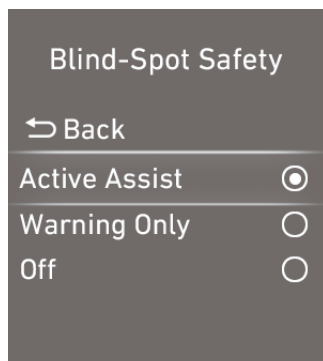 Blind-Spot Safety
Back
Active Assist
Warning Only
Off